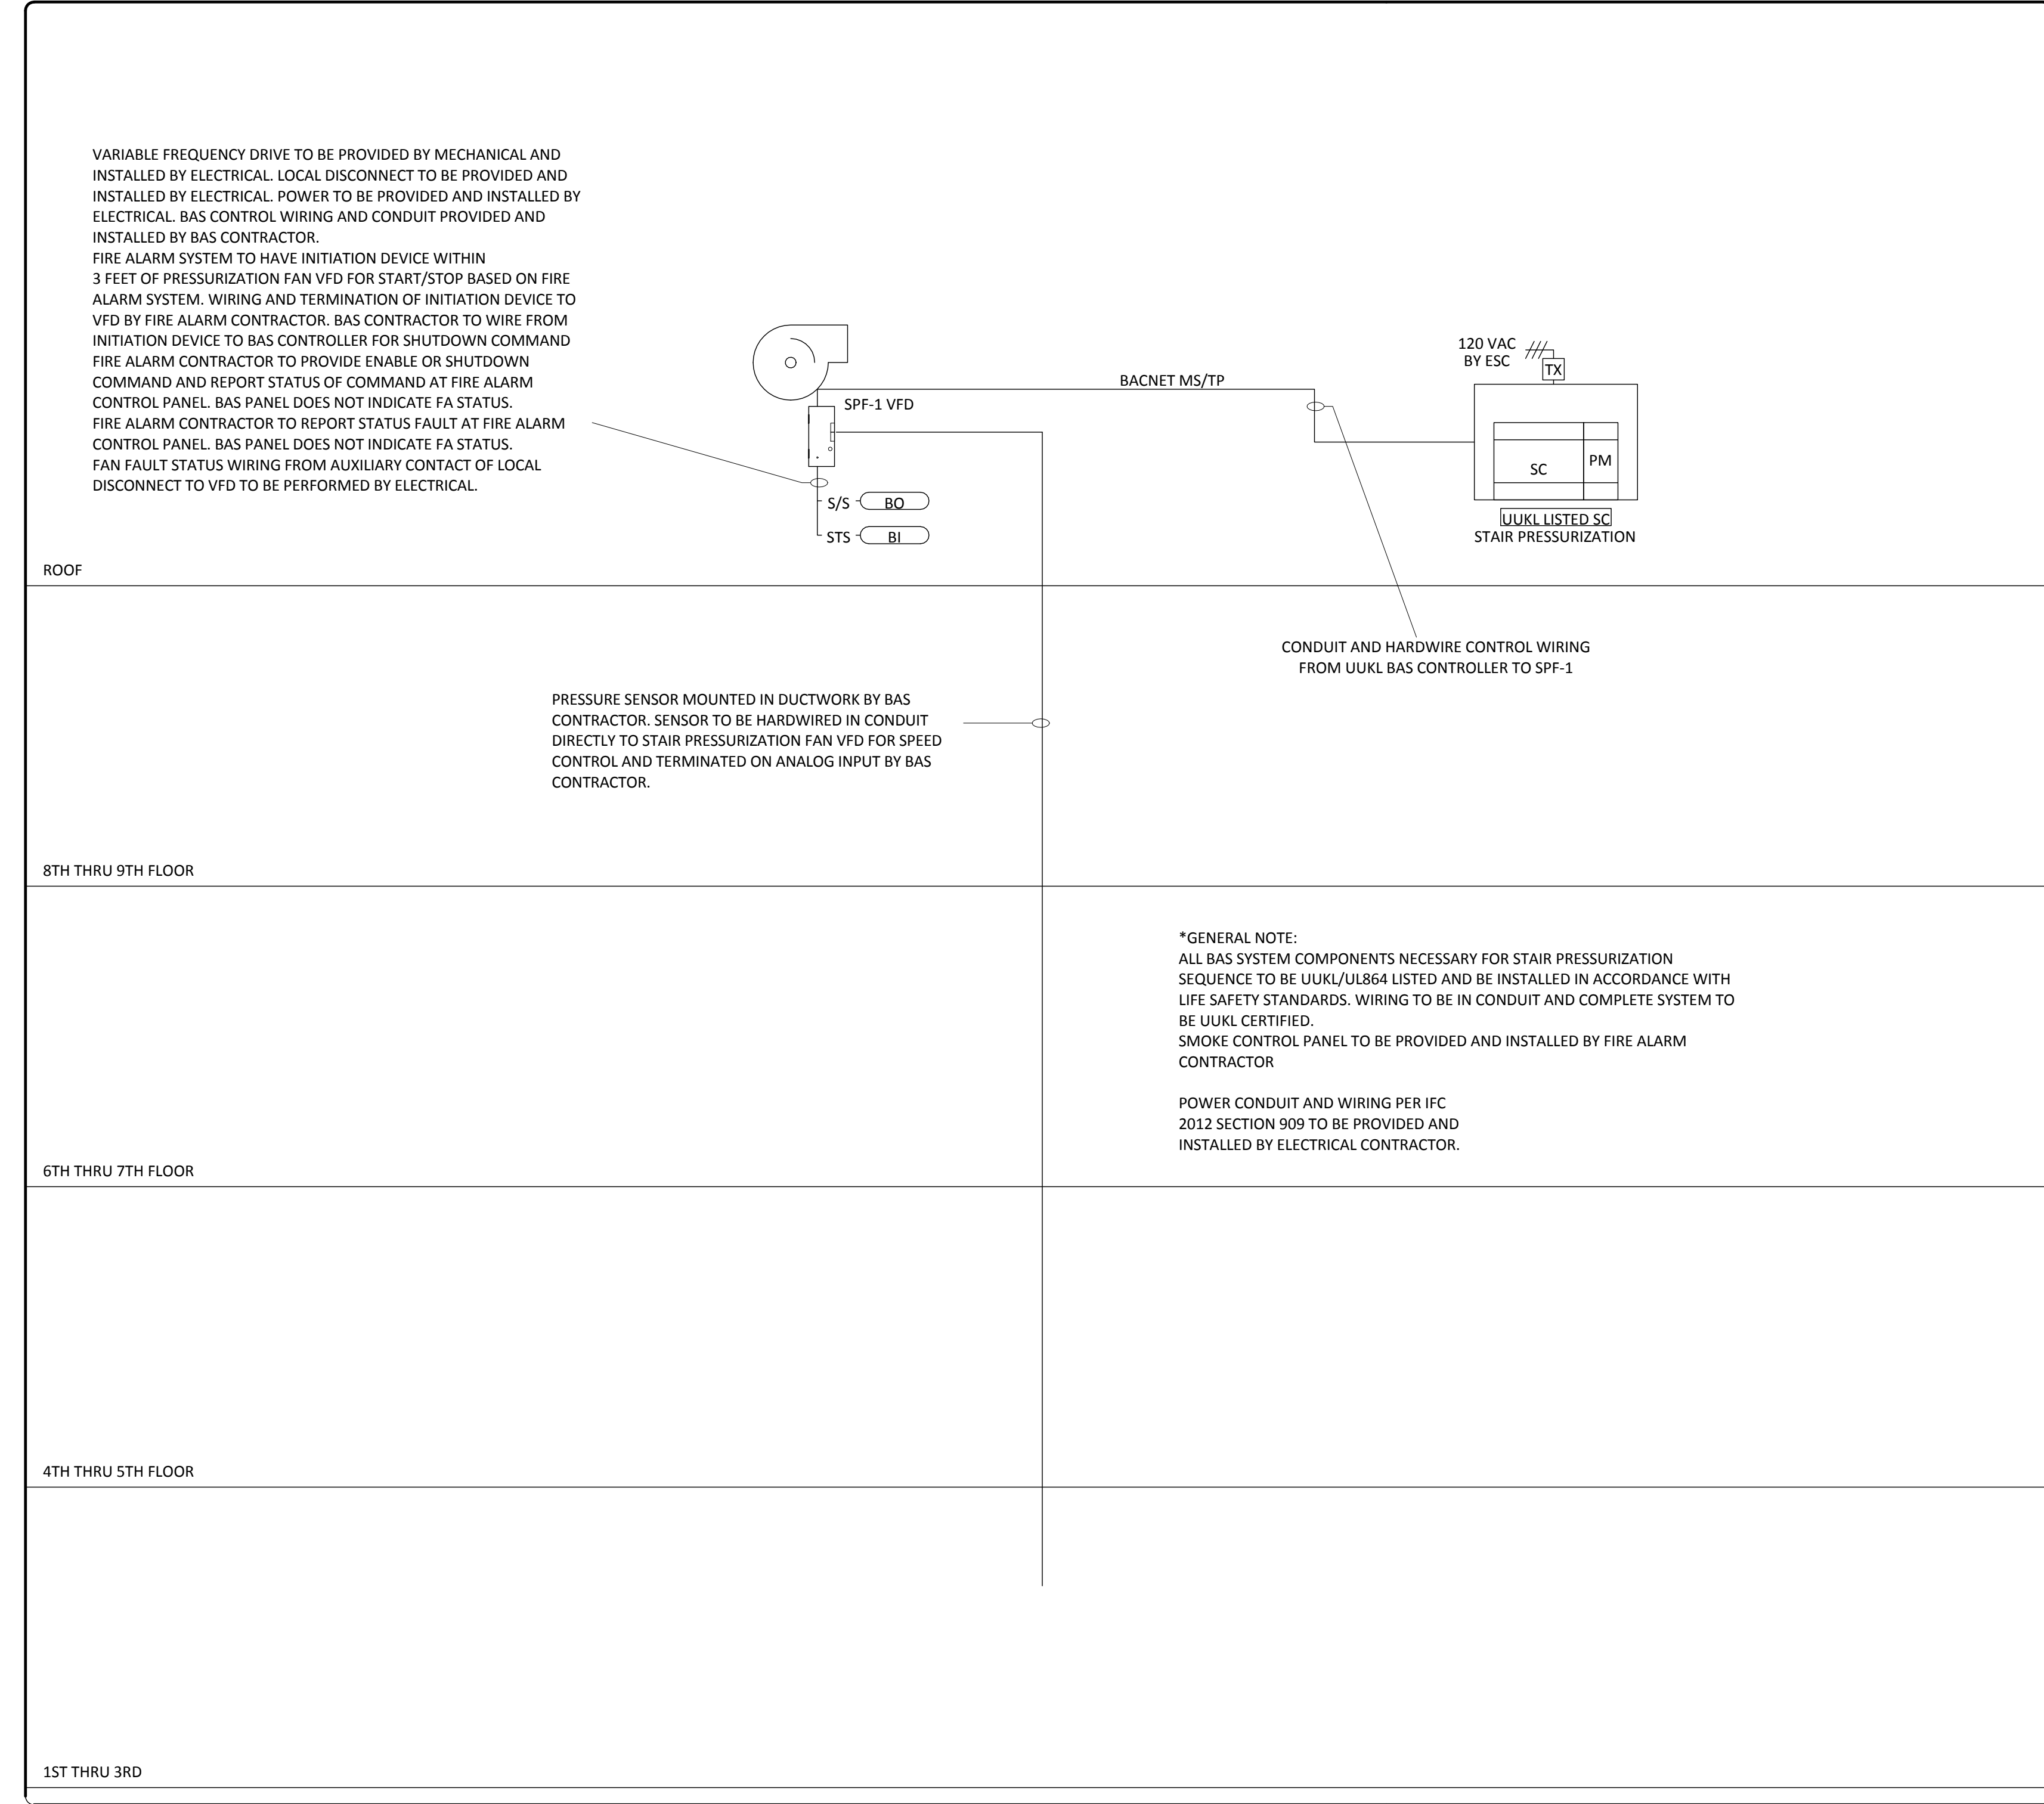 VARIABLE FREQUENCY DRIVE TO BE PROVIDED BY MECHANICAL AND
INSTALLED BY ELECTRICAL. LOCAL DISCONNECT TO BE PROVIDED AND
INSTALLED BY ELECTRICAL. POWER TO BE PROVIDED AND INSTALLED BY
ELECTRICAL. BAS CONTROL WIRING AND CONDUIT PROVIDED AND
INSTALLED BY BAS CONTRACTOR.
FIRE ALARM SYSTEM TO HAVE INITIATION DEVICE WITHIN
3 FEET OF PRESSURIZATION FAN VFD FOR START/STOP BASED ON FIRE
ALARM SYSTEM. WIRING AND TERMINATION OF INITIATION DEVICE TO
VFD BY FIRE ALARM CONTRACTOR. BAS CONTRACTOR TO WIRE FROM
INITIATION DEVICE TO BAS CONTROLLER FOR SHUTDOWN COMMAND
FIRE ALARM CONTRACTOR TO PROVIDE ENABLE OR SHUTDOWN
COMMAND AND REPORT STATUS OF COMMAND AT FIRE ALARM
CONTROL PANEL. BAS PANEL DOES NOT INDICATE FA STATUS.
FIRE ALARM CONTRACTOR TO REPORT STATUS FAULT AT FIRE ALARM
CONTROL PANEL. BAS PANEL DOES NOT INDICATE FA STATUS.
FAN FAULT STATUS WIRING FROM AUXILIARY CONTACT OF LOCAL
DISCONNECT TO VFD TO BE PERFORMED BY ELECTRICAL.
SPF-1 VFD
S/S BO
STS BI
BACNET MS/TP
120 VAC
BY ESC
TX
SC
PM
UUKL LISTED SC
STAIR PRESSURIZATION
ROOF
CONDUIT AND HARDWIRE CONTROL WIRING
FROM UUKL BAS CONTROLLER TO SPF-1
PRESSURE SENSOR MOUNTED IN DUCTWORK BY BAS
CONTRACTOR. SENSOR TO BE HARDWIRED IN CONDUIT
DIRECTLY TO STAIR PRESSURIZATION FAN VFD FOR SPEED
CONTROL AND TERMINATED ON ANALOG INPUT BY BAS
CONTRACTOR.
8TH THRU 9TH FLOOR
*GENERAL NOTE:
ALL BAS SYSTEM COMPONENTS NECESSARY FOR STAIR PRESSURIZATION
SEQUENCE TO BE UUKL/UL864 LISTED AND BE INSTALLED IN ACCORDANCE WITH
LIFE SAFETY STANDARDS. WIRING TO BE IN CONDUIT AND COMPLETE SYSTEM TO
BE UUKL CERTIFIED.
SMOKE CONTROL PANEL TO BE PROVIDED AND INSTALLED BY FIRE ALARM
CONTRACTOR
POWER CONDUIT AND WIRING PER IFC
2012 SECTION 909 TO BE PROVIDED AND
INSTALLED BY ELECTRICAL CONTRACTOR.
6TH THRU 7TH FLOOR
4TH THRU 5TH FLOOR
1ST THRU 3RD